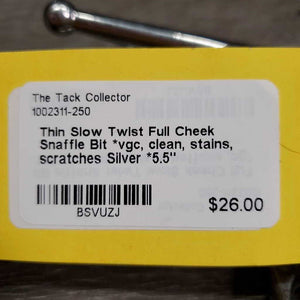 BSVUZJ
The Tack Collector
1002311-250
Thin Slow Twist Full Cheek
Snaffle Bit *vgc, clean, stains,
scratches Silver *5.5"
BSVUZJ
$26.00